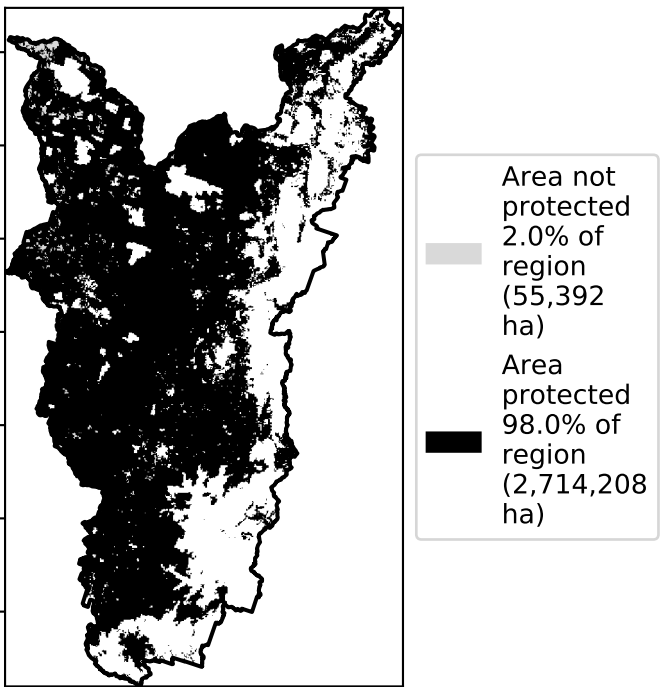 Area not
protected
2.0% of
region
(55,392
ha)
Area
protected
98.0% of
region
(2,714,208
ha)